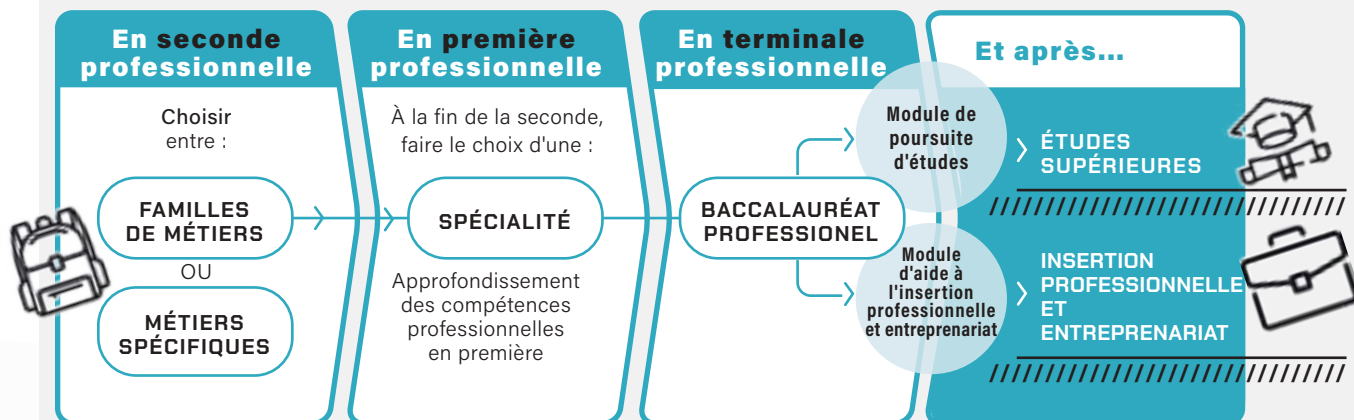 En seconde
professionnelle
Choisir
entre :
FAMILLES
DE MÉTIERS
OU
MÉTIERS
SPÉCIFIQUES
En première
professionnelle
À la fin de la seconde,
faire le choix d'une :
SPÉCIALITÉ
Approfondissement
des compétences
professionnelles
en première
En terminale
professionnelle
BACCALAURÉAT
PROFESSIONEL
Module de
poursuite
d'études
Module
d'aide à
l'insertion
professionnelle
et entreprenariat
Et après...
ÉTUDES
SUPÉRIEURES
INSERTION
PROFESSIONNELLE
ET
ENTREPRENARIAT